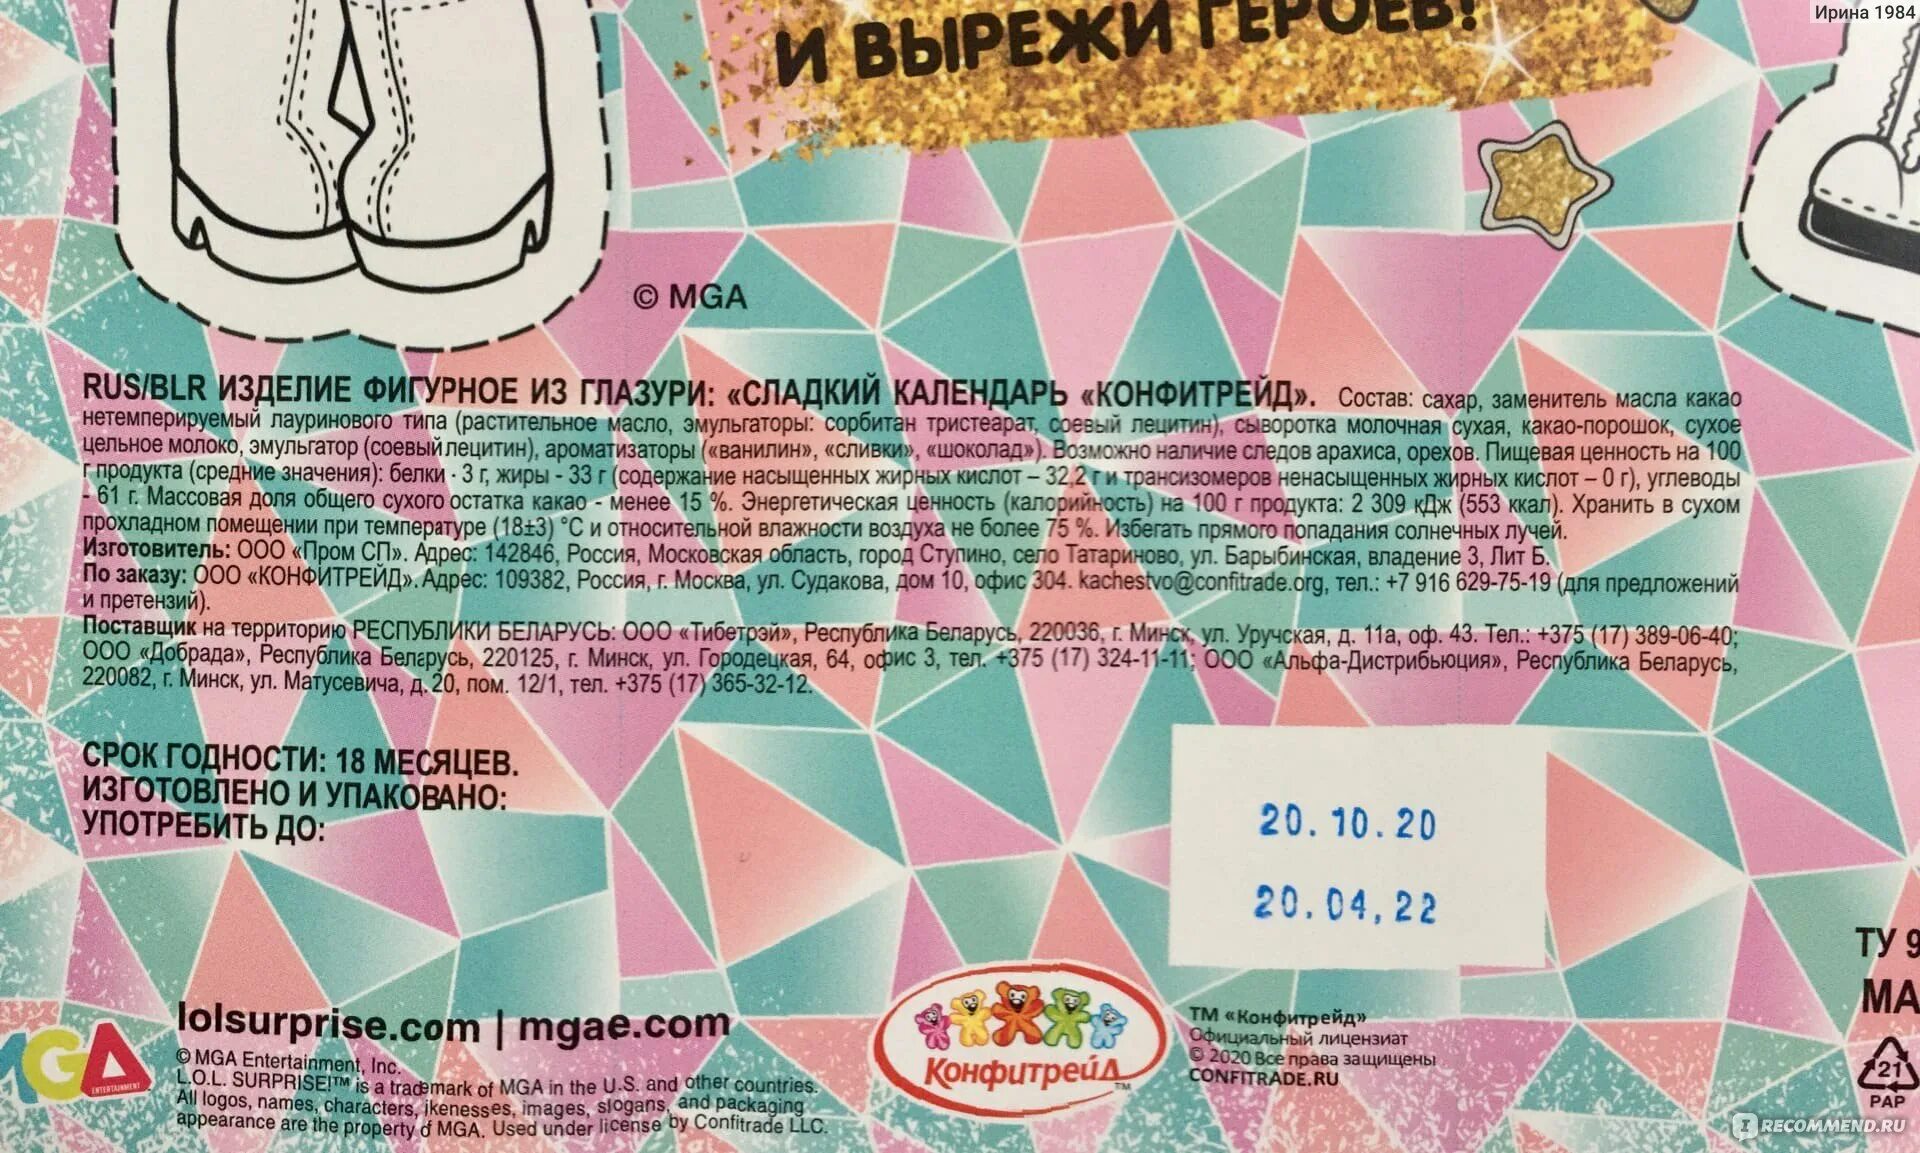 Ирина 1984
И ВЫРЕЖИ ГЕРОЕВ!
© MGA
RUS/BLR ИЗДЕЛИЕ ФИГУРНОЕ ИЗ ГЛАЗУРИ: «СЛАДКИЙ КАЛЕНДАРЬ «КОНФИТРЕЙД». Состав: сахар, заменитель масла какао
нетемперируемый лауринового типа (растительное масло, эмульгаторы: сорбитан тристеарат, соевый лецитин), сыворотка молочная сухая, какао-порошок, сухое
цельное молоко, эмульгатор (соевый лецитин), ароматизаторы («ванилин», «сливки», «шоколад»). Возможно наличие следов арахиса, орехов. Пищевая ценность на 100
г продукта (средние значения): белки - 3 г, жиры - 33 г (содержание насыщенных жирных кислот – 32,2 г и трансизомеров ненасыщенных жирных кислот – 0 г), углеводы
- 61 г. Массовая доля общего сухого остатка какао - менее 15 %. Энергетическая ценность (калорийность) на 100 г продукта: 2 309 кДж (553 ккал). Хранить в сухом
прохладном помещении при температуре (18±3) °С и относительной влажности воздуха не более 75 %. Избегать прямого попадания солнечных лучей.
Изготовитель: ООО «Пром СП». Адрес: 142846, Россия, Московская область, город Ступино, село Татариново, ул. Барыбинская, владение 3, Лит Б.
По заказу: ООО «КОНФИТРЕЙД». Адрес: 109382, Россия, г. Москва, ул. Судакова, дом 10, офис 304. kachestvo@confitrade.org, тел.: +7 916 629-75-19 (для предложений
и претензий).
Поставщик на территорию РЕСПУБЛИКИ БЕЛАРУСЬ: ООО «Тибетрэй», Республика Беларусь, 220036, г. Минск, ул. Уручская, д. 11а, оф. 43. Тел.: +375 (17) 389-06-40;
ООО «Добрада», Республика Беларусь, 220125, г. Минск, ул. Городецкая, 64, офис 3, тел. +375 (17) 324-11-11; ООО «Альфа-Дистрибьюция», Республика Беларусь,
220082, г. Минск, ул. Матусевича, д. 20, пом. 12/1, тел. +375 (17) 365-32-12.
СРОК ГОДНОСТИ: 18 МЕСЯЦЕВ.
ИЗГОТОВЛЕНО И УПАКОВАНО:
УПОТРЕБИТЬ ДО:
20.10.20
20.04,22
ТУ 9
МА
lolsurprise.com | mgae.com
MGA
ENTERTAINMENT
© MGA Entertainment, Inc.
L.O.L. SURPRISE!™ is a trademark of MGA in the U.S. and other countries.
All logos, names, characters, likenesses, images, slogans, and packaging
appearance are the property of MGA. Used under license by Confitrade LLC.
Конфитрейд™
ТМ «Конфитрейд»
Официальный лицензиат
© 2020 Все права защищены
CONFITRADE.RU
21
PAP
IRECOMMEND.RU